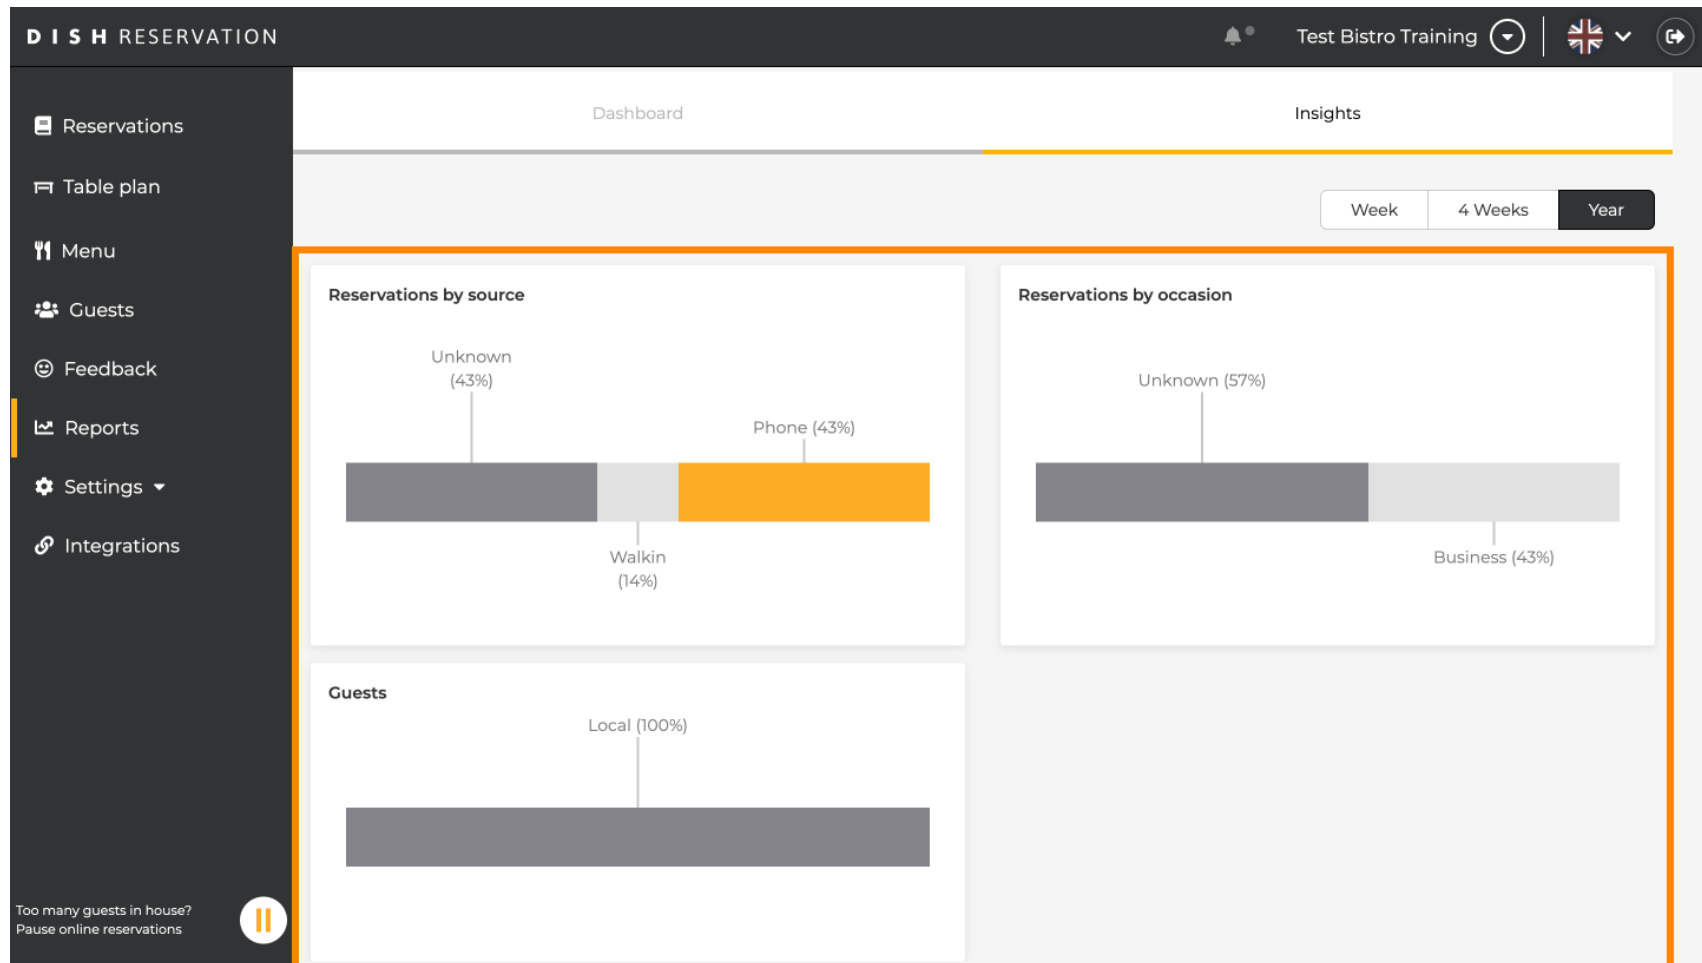 DISH RESERVATION
Test Bistro Training
Reservations
Table plan
Menu
Guests
Feedback
Reports
Settings
Integrations
Too many guests in house?
Pause online reservations
Dashboard
Insights
Week
4 Weeks
Year
Reservations by source
Unknown
(43%)
Phone (43%)
Walkin
(14%)
Reservations by occasion
Unknown (57%)
Business (43%)
Guests
Local (100%)